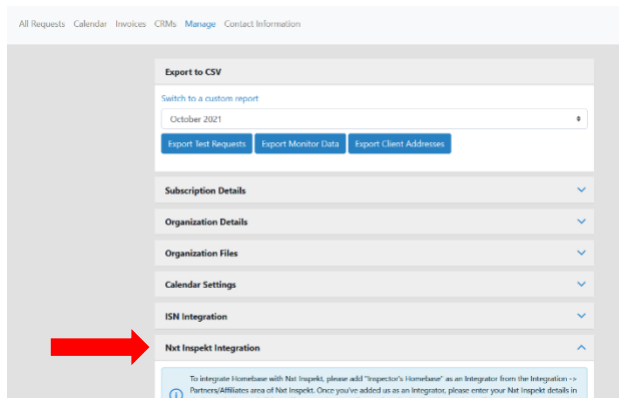 All Requests Calendar Invoices CRMs Manage Contact Information
Export to CSV
Switch to a custom report
October 2021
Export Test Requests Export Monitor Data Export Client Addresses
Subscription Details
Organization Details
Organization Files
Calendar Settings
ISN Integration
Nxt Inspekt Integration
To integrate Homebase with Nxt Inspekt, please add "Inspector's Homebase" as an Integrator from the Integration ->
Partners/Affiliates area of Nxt Inspekt. Once you've added us as an Integrator, please enter your Nxt Inspekt details in